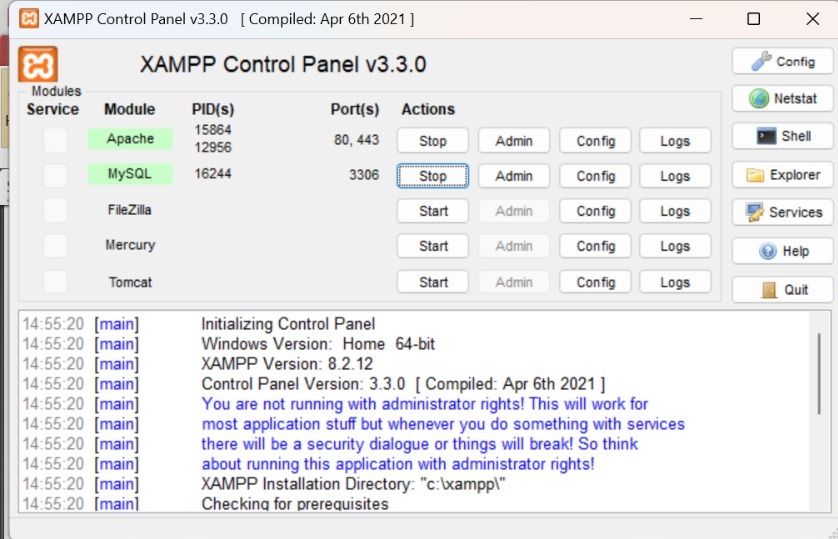 XAMPP Control Panel v3.3.0 [ Compiled: Apr 6th 2021 ]
XAMPP Control Panel v3.3.0
Config
Modules
Service Module PID(s) Port(s) Actions
Netstat
Apache 15864 12956 80, 443 Stop Admin Config Logs
Shell
MySQL 16244 3306 Stop Admin Config Logs
Explorer
FileZilla Start Admin Config Logs
Services
Mercury Start Admin Config Logs
Help
Tomcat Start Admin Config Logs
Quit
14:55:20 [main] Initializing Control Panel
14:55:20 [main] Windows Version: Home 64-bit
14:55:20 [main] XAMPP Version: 8.2.12
14:55:20 [main] Control Panel Version: 3.3.0 [ Compiled: Apr 6th 2021 ]
14:55:20 [main] You are not running with administrator rights! This will work for
14:55:20 [main] most application stuff but whenever you do something with services
14:55:20 [main] there will be a security dialogue or things will break! So think
14:55:20 [main] about running this application with administrator rights!
14:55:20 [main] XAMPP Installation Directory: "c:\xampp\"
14:55:20 [main] Checking for prerequisites